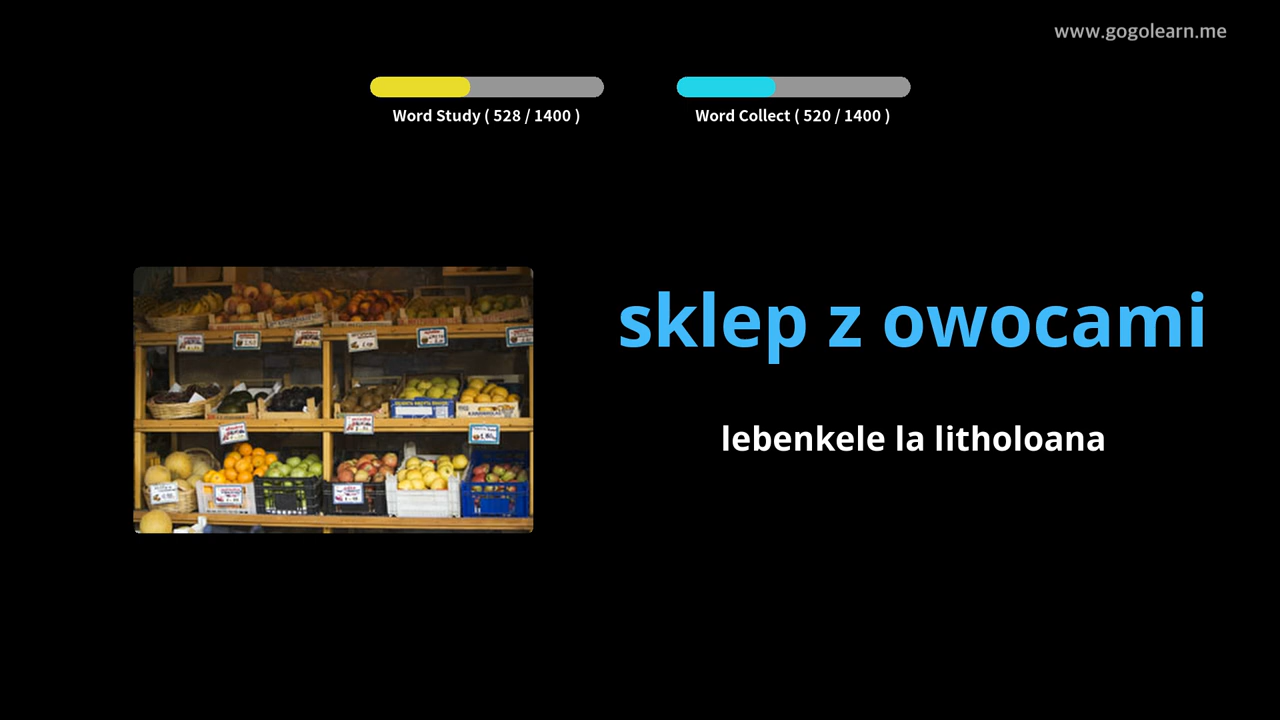 www.gogolearn.me
Word Study ( 528 / 1400 )
Word Collect ( 520 / 1400 )
sklep z owocami
lebenkele la litholoana